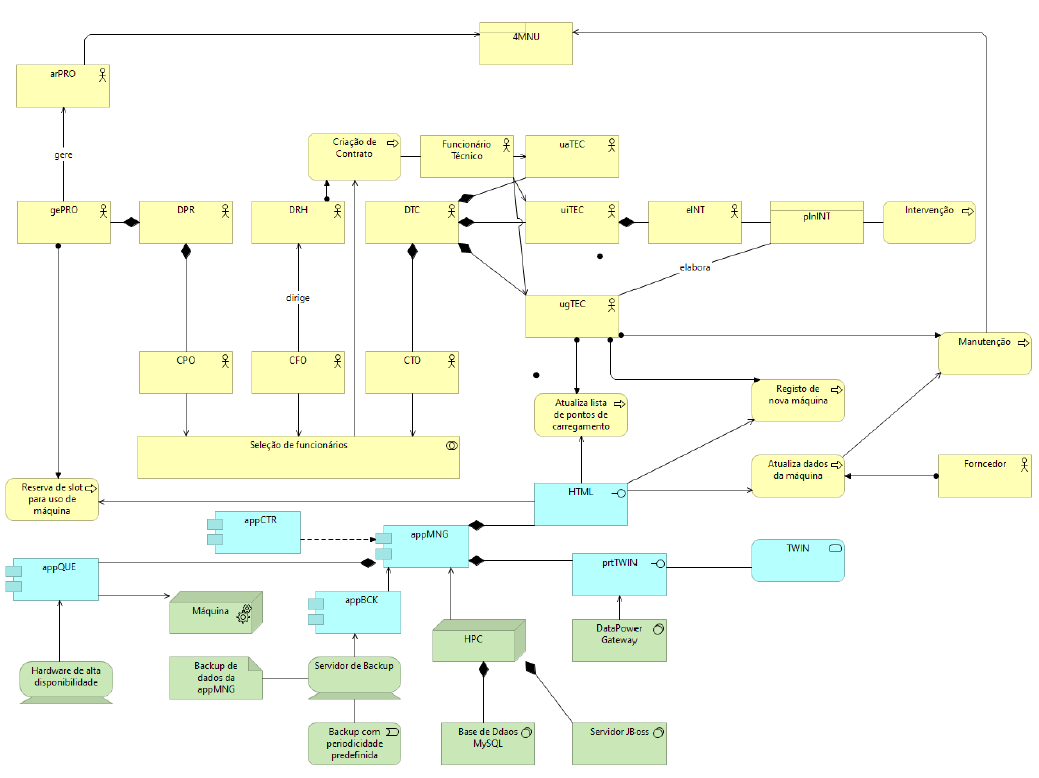 4MNU
arPRO
gere
Criação de
Contrato
Funcionário
Técnico
uaTEC
gePRO
DPR
DRH
DTC
uiTEC
eINT
pInINT
Intervenção
elabora
dirige
ugTEC
Manutenção
CPO
CFO
CTO
Atualiza lista
de pontos de
carregamento
Registo de
nova máquina
Seleção de funcionários
Atualiza dados
da máquina
Forncedor
Reserva de slot
para uso de
máquina
HTML
appCTR
appMNG
prtTWIN
TWIN
appQUE
Máquina
appBCK
HPC
DataPower
Gateway
Hardware de alta
disponibilidade
Backup de
dados da
appMNG
Servidor de Backup
Backup com
periodicidade
predefinida
Base de Ddaos
MySQL
Servidor JBoss